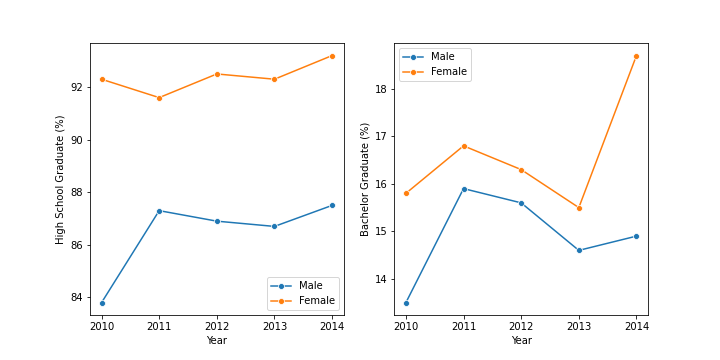 High School Graduate (%)
92
90
88
86
84
2010 2011 2012 2013 2014
Year
Male
Female
Bachelor Graduate (%)
18
17
16
15
14
2010 2011 2012 2013 2014
Year
Male
Female